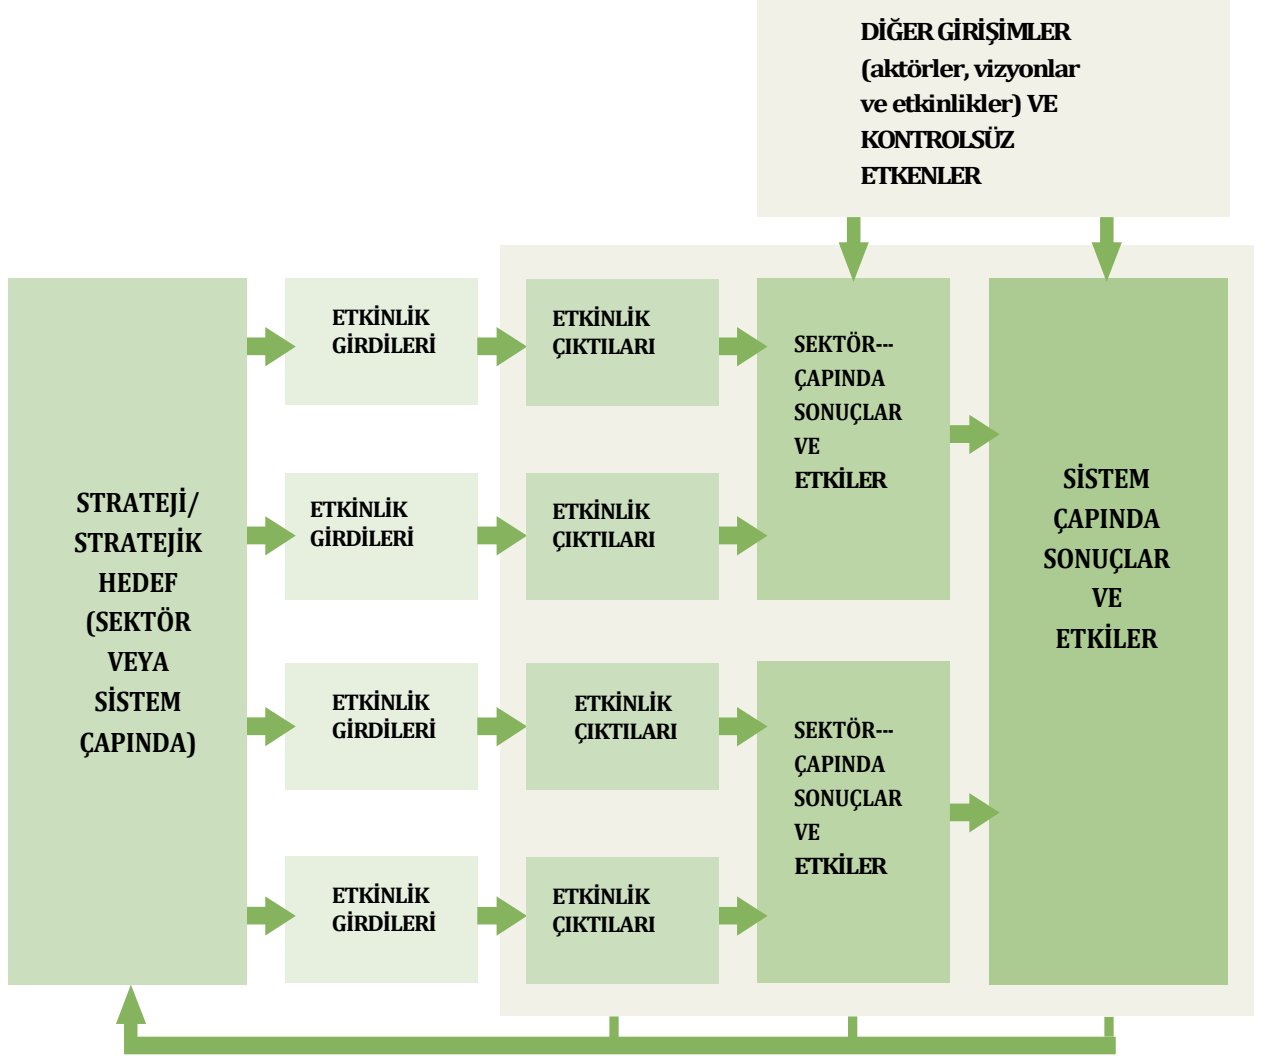 DİĞER GİRİŞİMLER
(aktörler, vizyonlar
ve etkinlikler) VE
KONTROLSÜZ
ETKENLER
STRATEJİ/
STRATEJİK
HEDEF
(SEKTÖR
VEYA
SİSTEM
ÇAPINDA)
ETKİNLİK
GİRDİLERİ
ETKİNLİK
ÇIKTILARI
ETKİNLİK
GİRDİLERİ
ETKİNLİK
ÇIKTILARI
SEKTÖR---
ÇAPINDA
SONUÇLAR
VE
ETKİLER
ETKİNLİK
GİRDİLERİ
ETKİNLİK
ÇIKTILARI
ETKİNLİK
GİRDİLERİ
ETKİNLİK
ÇIKTILARI
SEKTÖR---
ÇAPINDA
SONUÇLAR
VE
ETKİLER
SİSTEM
ÇAPINDA
SONUÇLAR
VE
ETKİLER